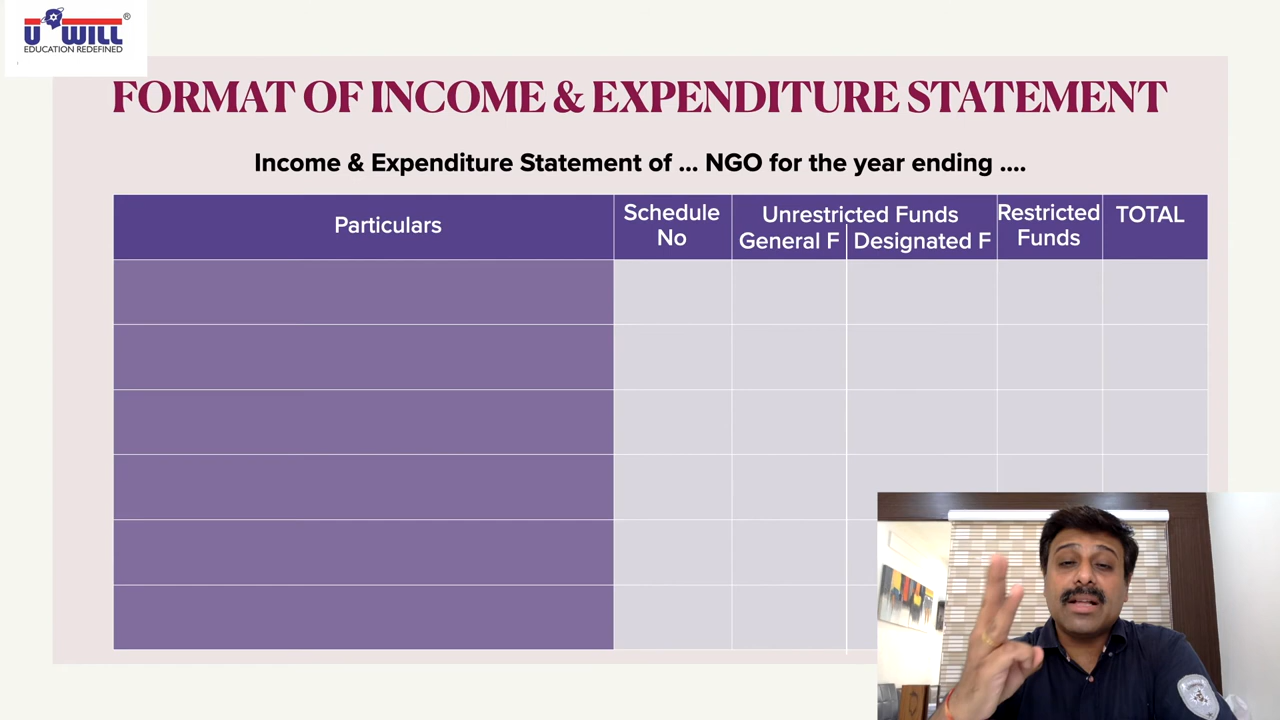 U WILL®
EDUCATION REDEFINED
FORMAT OF INCOME & EXPENDITURE STATEMENT
Income & Expenditure Statement of ... NGO for the year ending ....
Particulars
Schedule
No
Unrestricted Funds
General F
Designated F
Restricted
Funds
TOTAL